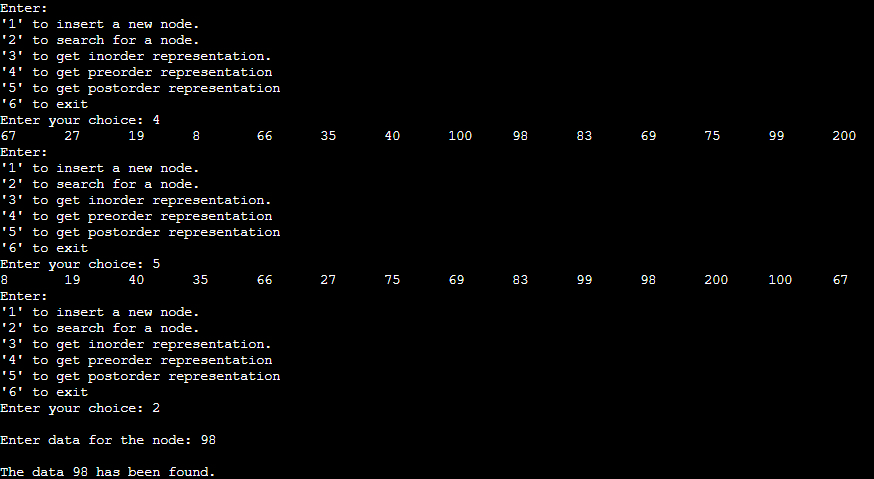 Enter:
'1' to insert a new node.
'2' to search for a node.
'3' to get inorder representation.
'4' to get preorder representation
'5' to get postorder representation
'6' to exit
Enter your choice: 4
67 27 19 8 66 35 40 100 98 83 69 75 99 200
Enter:
'1' to insert a new node.
'2' to search for a node.
'3' to get inorder representation.
'4' to get preorder representation
'5' to get postorder representation
'6' to exit
Enter your choice: 5
8 19 40 35 66 27 75 69 83 99 98 200 100 67
Enter:
'1' to insert a new node.
'2' to search for a node.
'3' to get inorder representation.
'4' to get preorder representation
'5' to get postorder representation
'6' to exit
Enter your choice: 2
Enter data for the node: 98
The data 98 has been found.